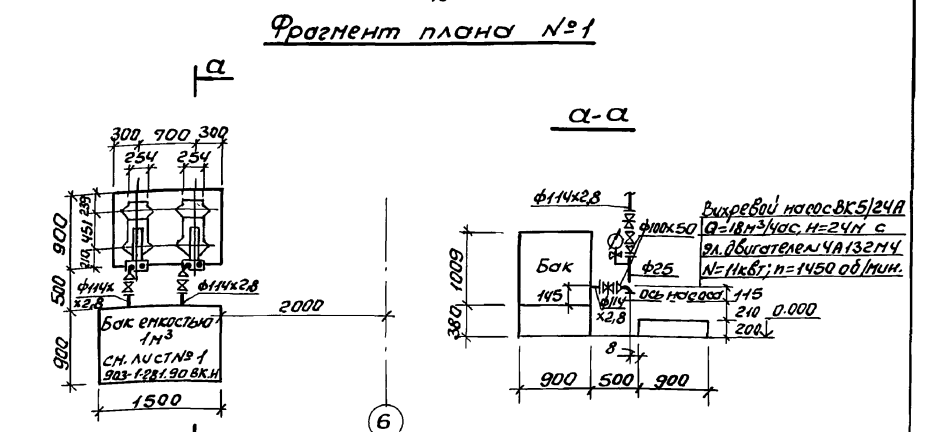 Фрагмент плана №1
а
а-а
300 700 300
254 254
900
239
451
210
500
900
ф114х
х2,8
ф114х2,8
2000
Бак емкостью
1м³
см. лист №1
903-1-281.90 ВК.Н
1500
6
ф114х2,8
ф100х50
Вихревой насос ВК5/24А
Q=18м³/час, H=24м с
эл. двигателем 4А132М4
N=11квт; n=1450 об/мин.
1009
Бак
145
ф25
ф114
х2,8
ось насоса
115
380
210
0.000
200
8
900 500 900